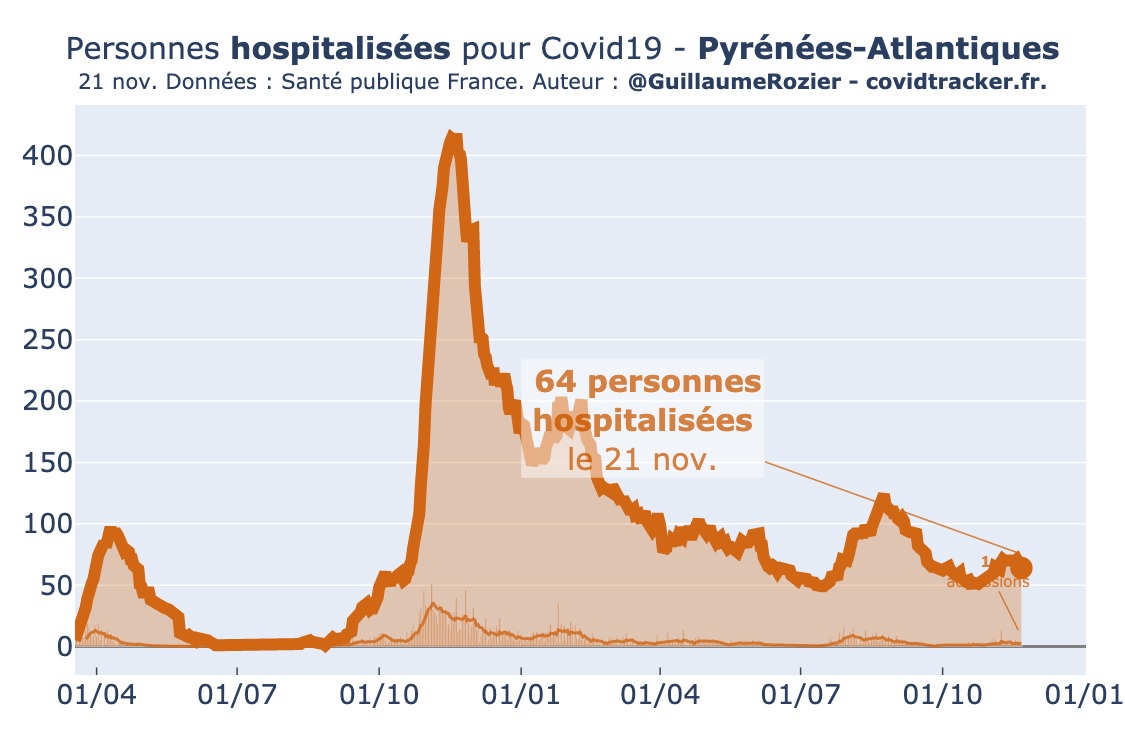 Personnes hospitalisées pour Covid19 - Pyrénées-Atlantiques
21 nov. Données : Santé publique France. Auteur : @GuillaumeRozier - covidtracker.fr.
400
350
300
250
200
150
100
50
0
64 personnes
hospitalisées
le 21 nov.
01/04 01/07 01/10 01/01 01/04 01/07 01/10 01/01